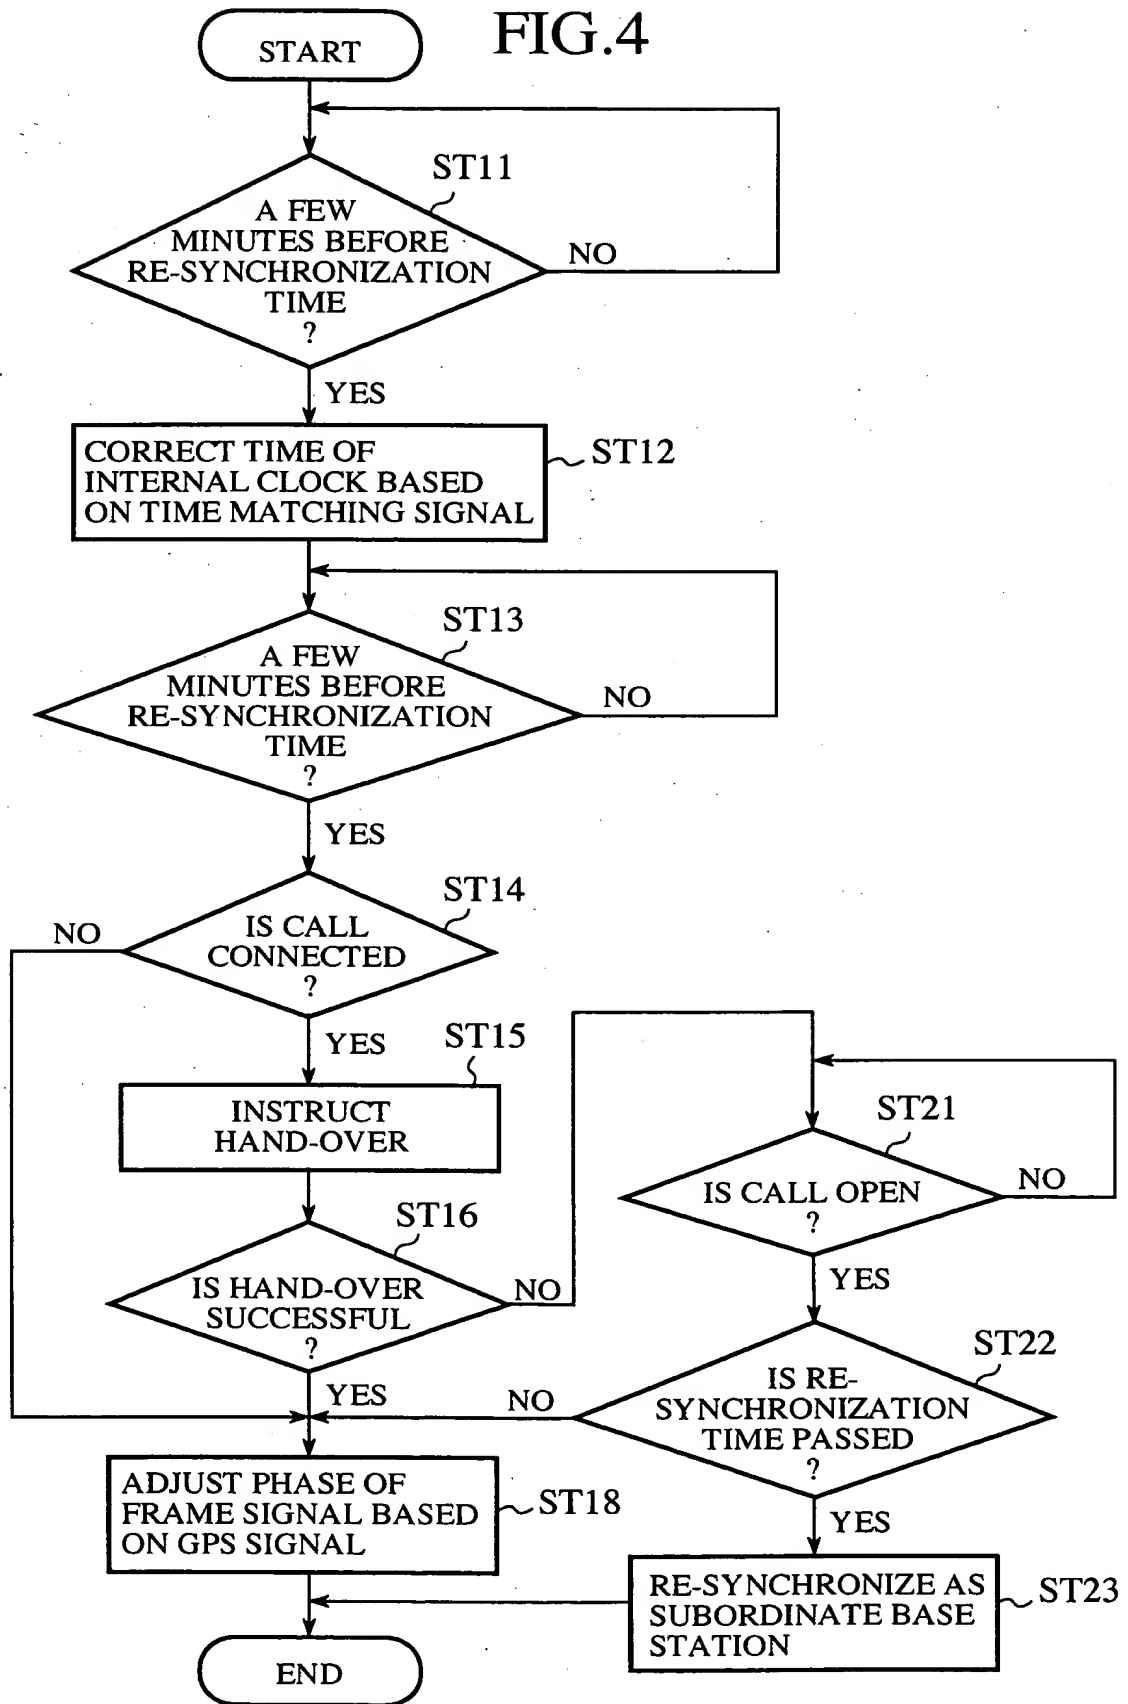 FIG.4
START
ST11
A FEW
MINUTES BEFORE
RE-SYNCHRONIZATION
TIME
?
NO
YES
CORRECT TIME OF
INTERNAL CLOCK BASED
ON TIME MATCHING SIGNAL
ST12
ST13
A FEW
MINUTES BEFORE
RE-SYNCHRONIZATION
TIME
?
NO
YES
ST14
IS CALL
CONNECTED
?
NO
YES
ST15
INSTRUCT
HAND-OVER
ST16
IS HAND-OVER
SUCCESSFUL
?
NO
YES
ST21
IS CALL OPEN
?
NO
YES
ST22
IS RE-
SYNCHRONIZATION
TIME PASSED
?
NO
YES
ADJUST PHASE OF
FRAME SIGNAL BASED
ON GPS SIGNAL
ST18
RE-SYNCHRONIZE AS
SUBORDINATE BASE
STATION
ST23
END